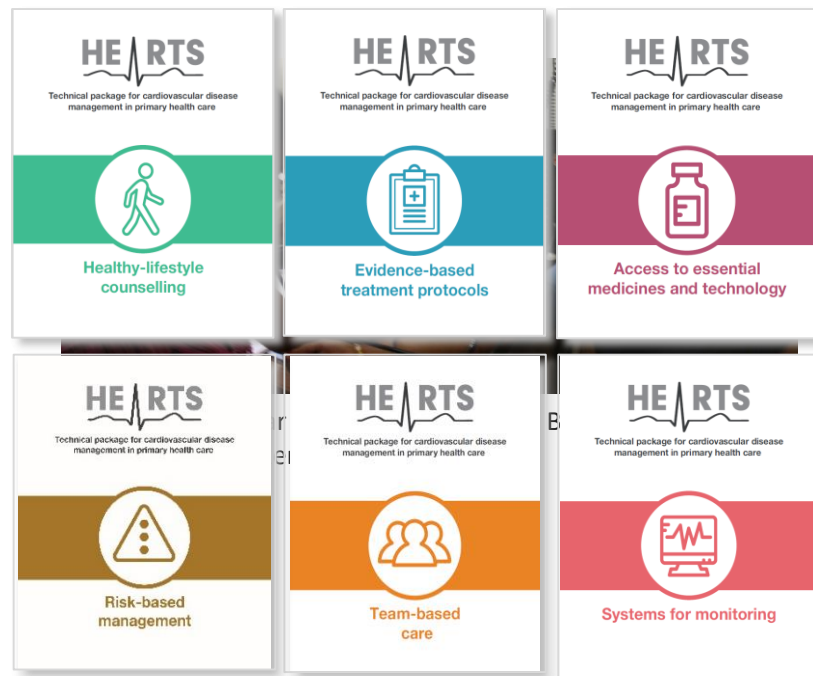 HEARTS
Technical package for cardiovascular disease
management in primary health care
Healthy-lifestyle
counselling
HEARTS
Technical package for cardiovascular disease
management in primary health care
Evidence-based
treatment protocols
HEARTS
Technical package for cardiovascular disease
management in primary health care
Access to essential
medicines and technology
HEARTS
Technical package for cardiovascular disease
management in primary health care
Risk-based
management
HEARTS
Technical package for cardiovascular disease
management in primary health care
Team-based
care
HEARTS
Technical package for cardiovascular disease
management in primary health care
Systems for monitoring